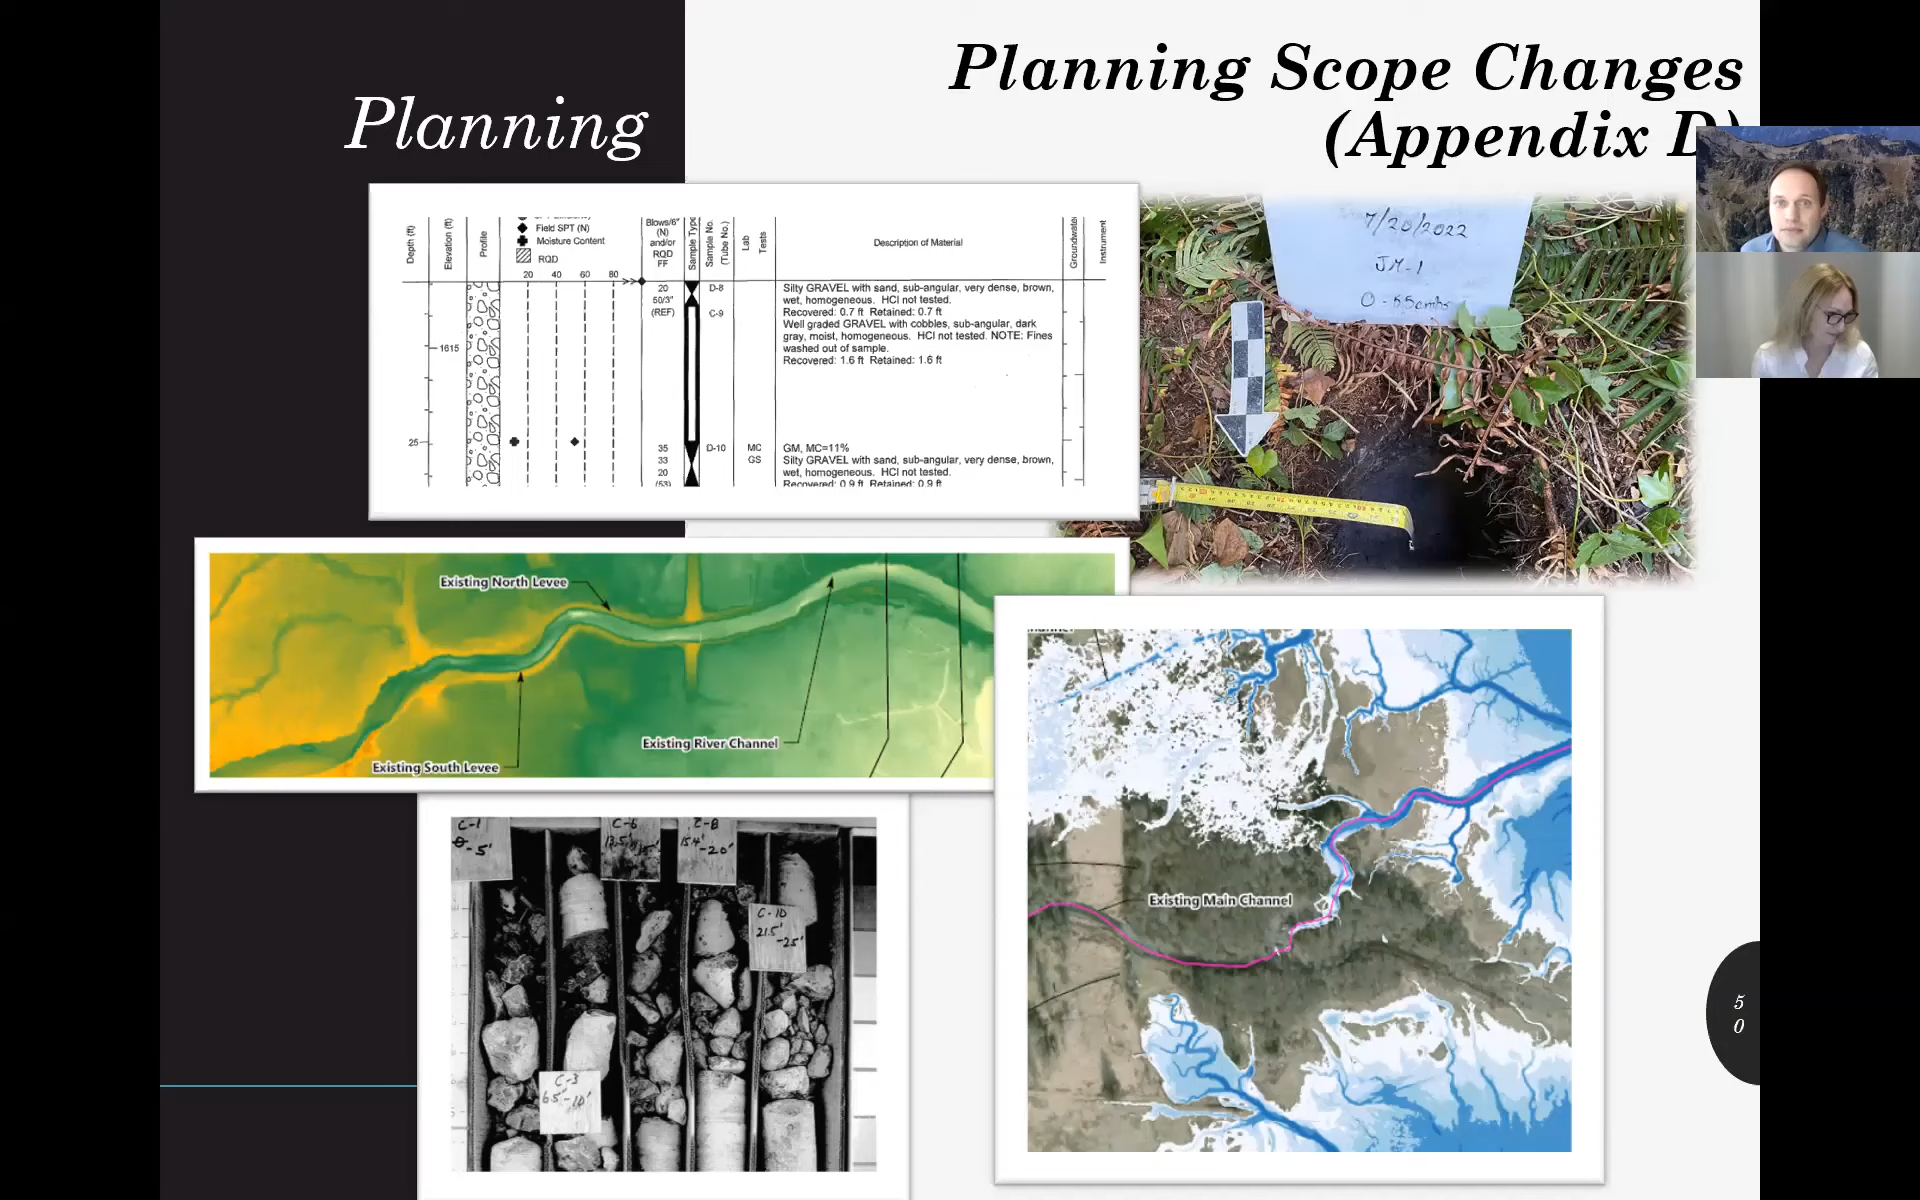 Planning
Planning Scope Changes
(Appendix D)
Depth (ft)
Elevation (ft)
Profile
Field SPT (N)
Moisture Content
RQD
20 40 60 80
Blows/6"
(N)
and/or
RQD
FF
Sample Type
Sample No.
(Tube No.)
Lab
Tests
Description of Material
Groundwater
Instrument
20
50/3"
(REF)
D-8
C-9
Silty GRAVEL with sand, sub-angular, very dense, brown,
wet, homogeneous. HCl not tested.
Recovered: 0.7 ft Retained: 0.7 ft
Well graded GRAVEL with cobbles, sub-angular, dark
gray, moist, homogeneous. HCl not tested. NOTE: Fines
washed out of sample.
Recovered: 1.6 ft Retained: 1.6 ft
1615
25
35
33
20
(53)
D-10
MC
GS
GM, MC=11%
Silty GRAVEL with sand, sub-angular, very dense, brown,
wet, homogeneous. HCl not tested.
Recovered: 0.9 ft Retained: 0.9 ft
7/20/2022
JM-1
0-55cmbs
Existing North Levee
Existing River Channel
Existing South Levee
C-1
0-5'
C-6
C-8
15.4'
-20'
C-10
21.5'
-25'
C-3
6.5'-10'
Existing Main Channel
5
0